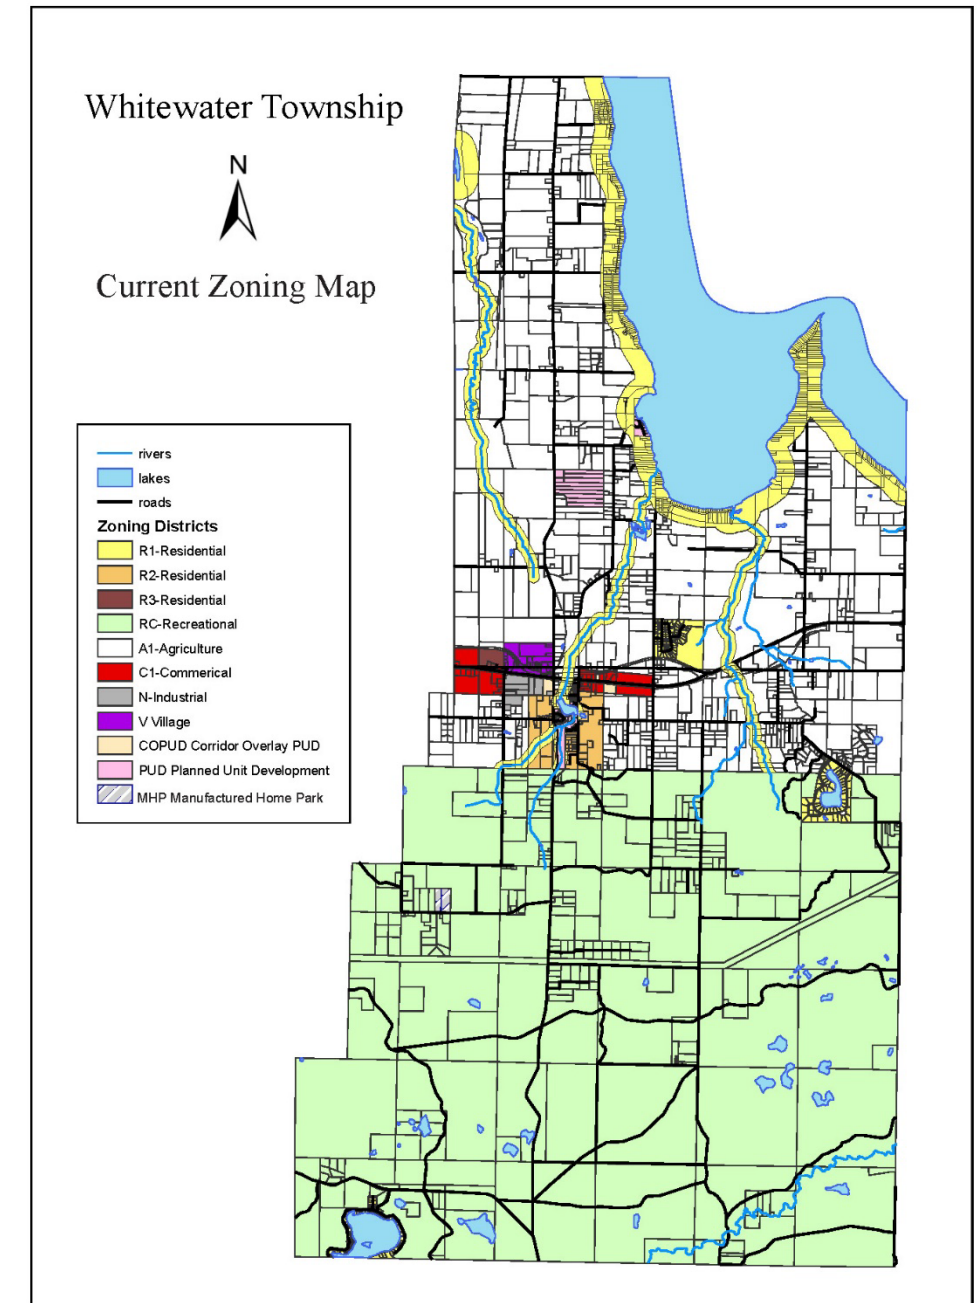 Whitewater Township
N
Current Zoning Map
rivers
lakes
roads
Zoning Districts
R1-Residential
R2-Residential
R3-Residential
RC-Recreational
A1-Agriculture
C1-Commerical
N-Industrial
V Village
COPUD Corridor Overlay PUD
PUD Planned Unit Development
MHP Manufactured Home Park